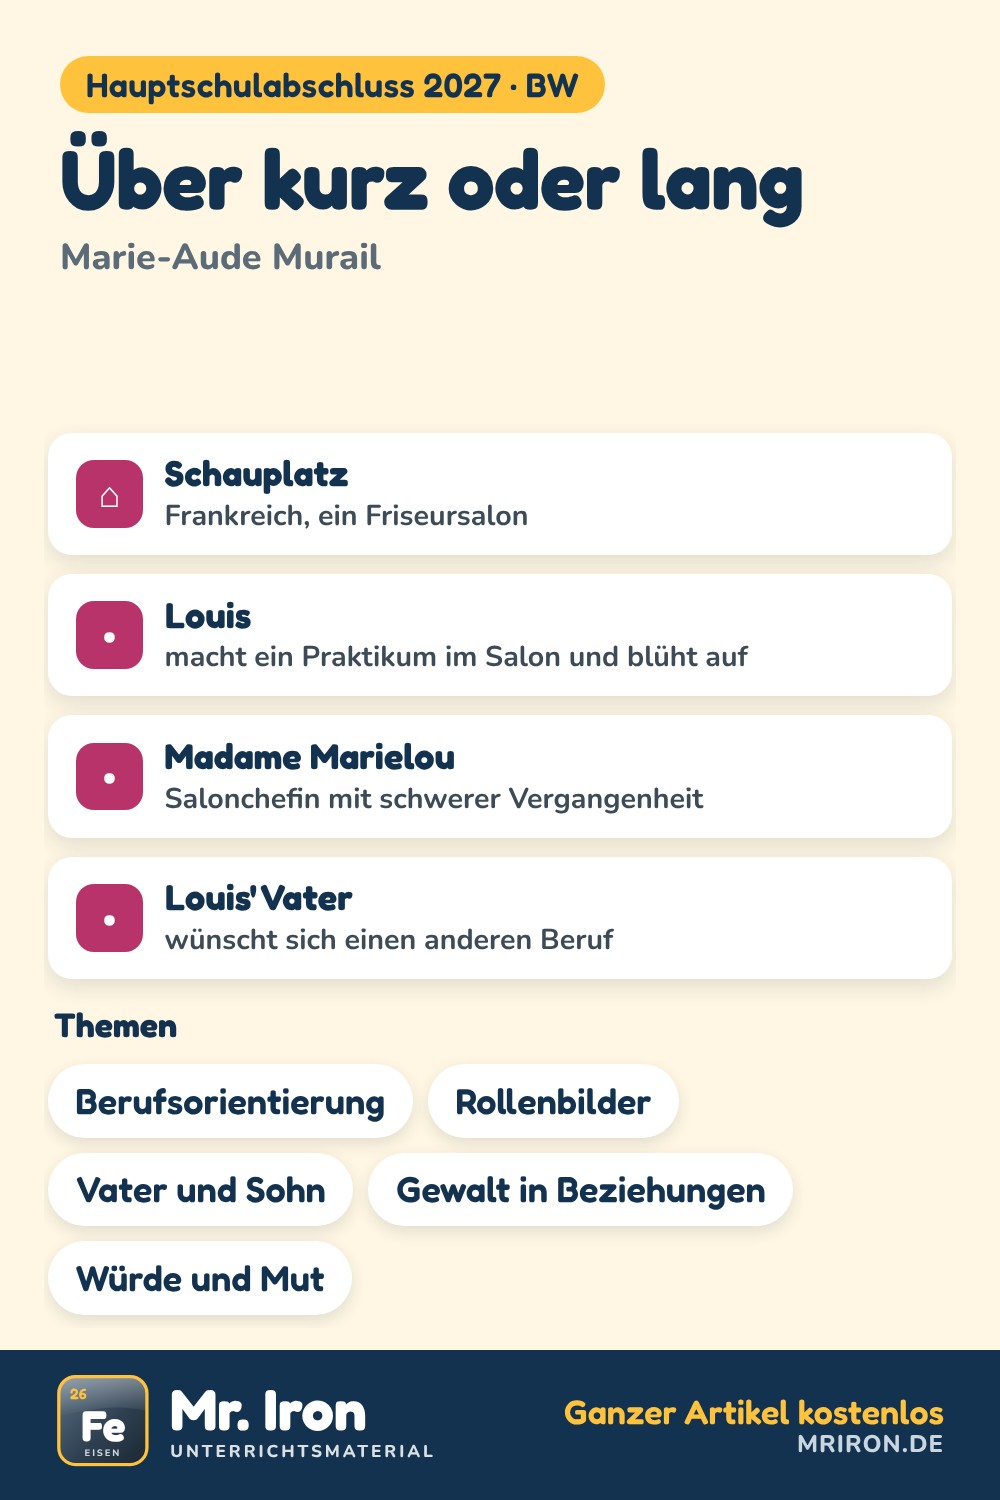 Hauptschulabschluss 2027 · BW
Über kurz oder lang
Marie-Aude Murail
Schauplatz
Frankreich, ein Friseursalon
Louis
macht ein Praktikum im Salon und blüht auf
Madame Marielou
Salonchefin mit schwerer Vergangenheit
Louis' Vater
wünscht sich einen anderen Beruf
Themen
Berufsorientierung
Rollenbilder
Vater und Sohn
Gewalt in Beziehungen
Würde und Mut
26
Fe
EISEN
Mr. Iron
UNTERRICHTSMATERIAL
Ganzer Artikel kostenlos
MRIRON.DE